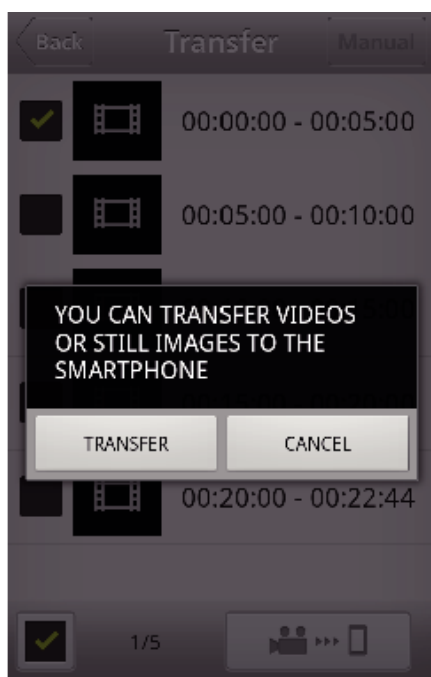 Back Transfer Manual
00:00:00 - 00:05:00
00:05:00 - 00:10:00
YOU CAN TRANSFER VIDEOS
OR STILL IMAGES TO THE
SMARTPHONE
TRANSFER CANCEL
00:20:00 - 00:22:44
1/5